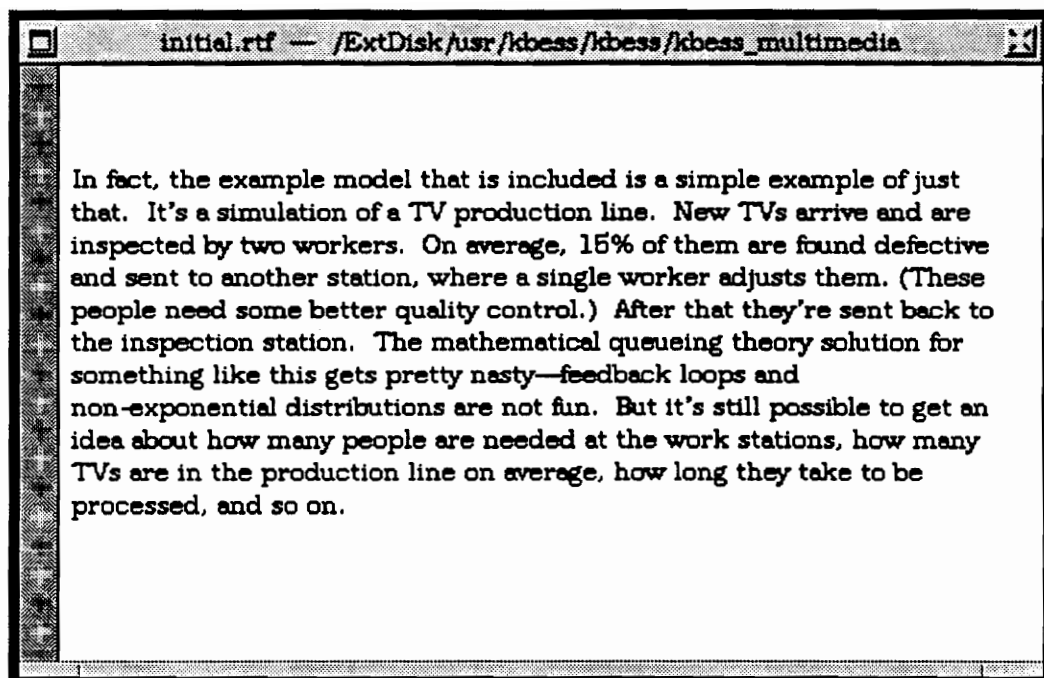 initial.rtf — /ExtDisk/usr/kbess/kbess/kbess_multimedia
In fact, the example model that is included is a simple example of just
that.  It's a simulation of a TV production line.  New TVs arrive and are
inspected by two workers.  On average, 15% of them are found defective
and sent to another station, where a single worker adjusts them. (These
people need some better quality control.)  After that they're sent back to
the inspection station.  The mathematical queueing theory solution for
something like this gets pretty nasty—feedback loops and
non-exponential distributions are not fun.  But it's still possible to get an
idea about how many people are needed at the work stations, how many
TVs are in the production line on average, how long they take to be
processed, and so on.